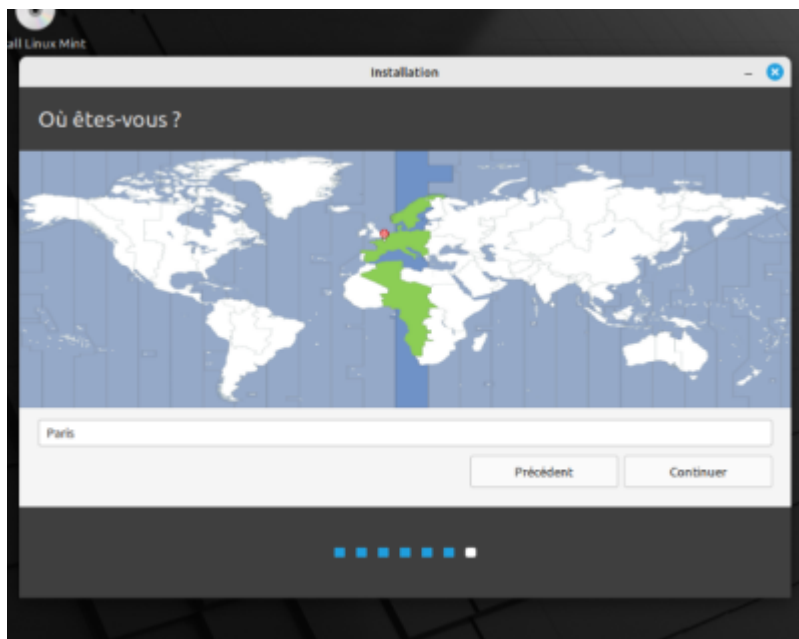 all Linux Mint
Installation
Où êtes-vous ?
Paris
Précédent
Continuer